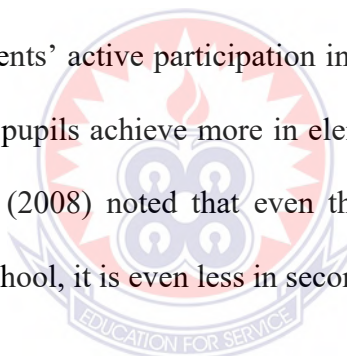 ents’ active participation in
pupils achieve more in eler
(2008) noted that even th
hool, it is even less in secon
EDUCATION FOR SERVICE